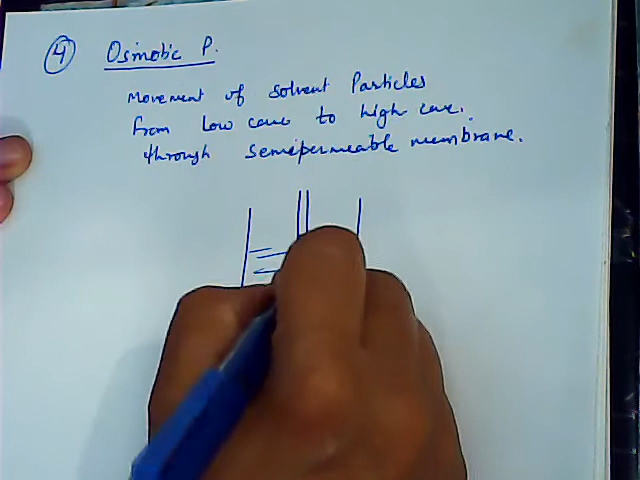 4 Osmotic P.
Movement of solvent Particles
from low conc to high conc.
through semipermeable membrane.